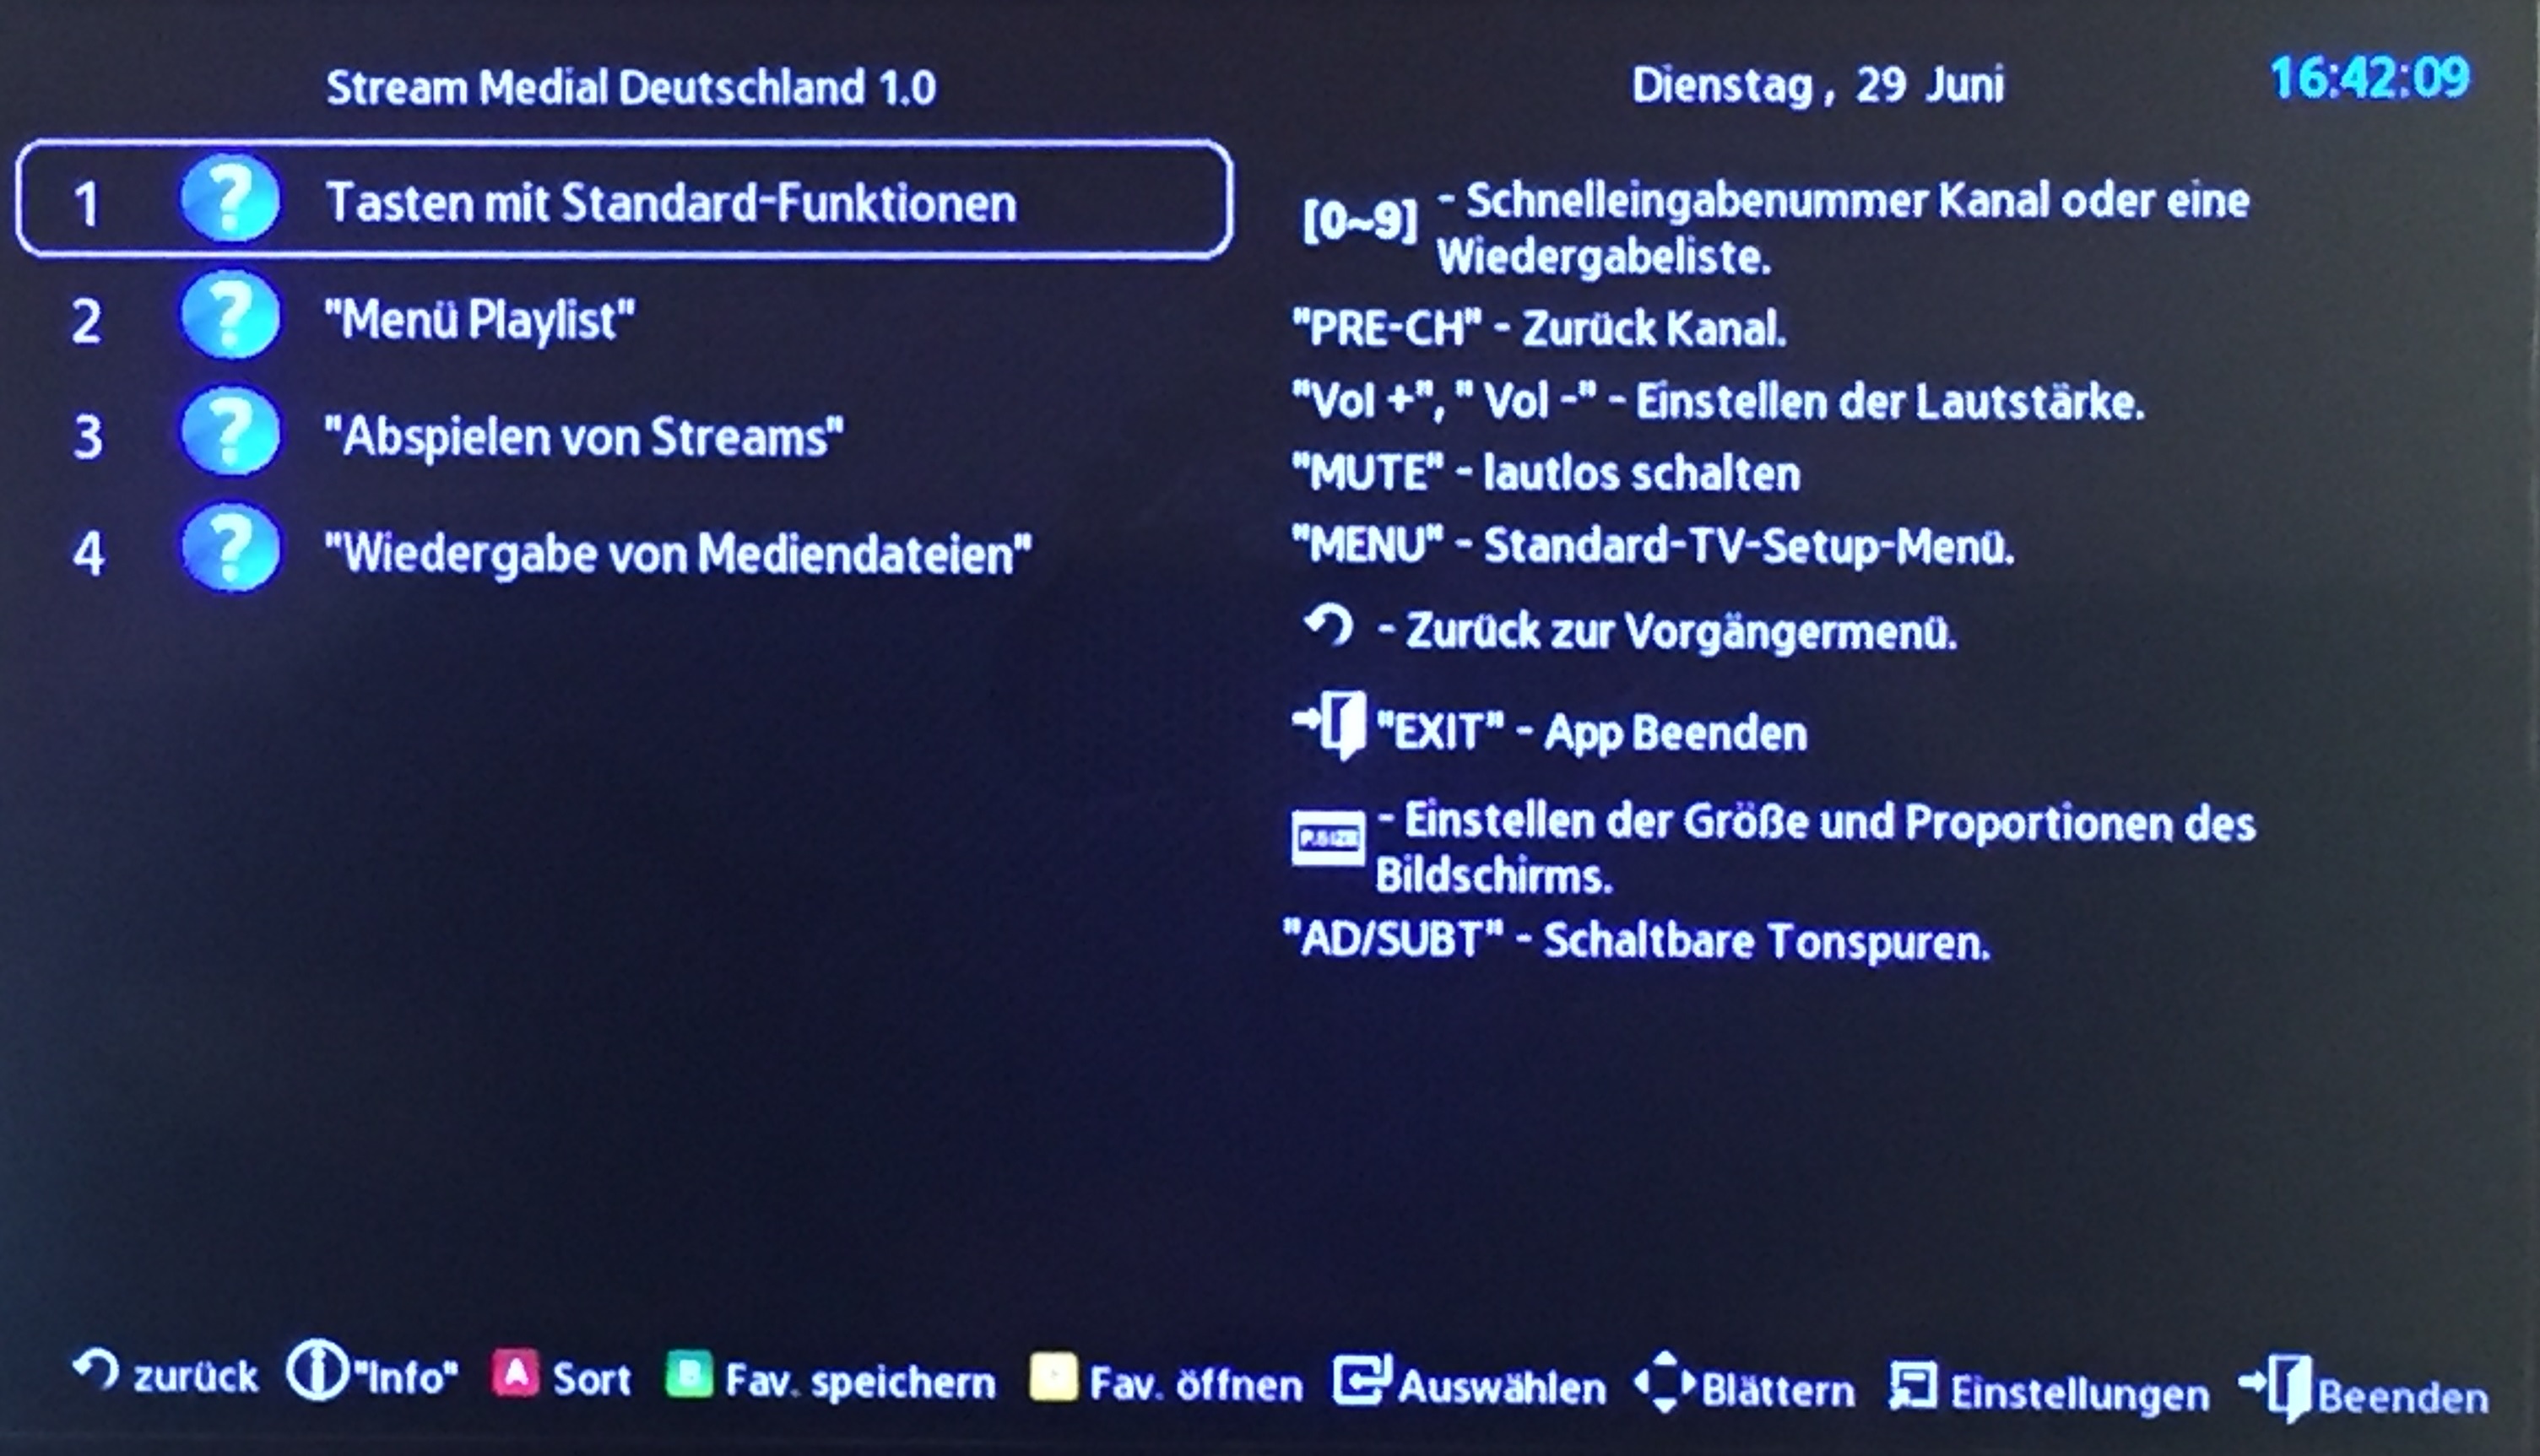 Stream Medial Deutschland 1.0
Dienstag, 29 Juni
16:42:09
1 Tasten mit Standard-Funktionen
2 "Menü Playlist"
3 "Abspielen von Streams"
4 "Wiedergabe von Mediendateien"
[0~9] - Schnelleingabenummer Kanal oder eine
Wiedergabeliste.
"PRE-CH" - Zurück Kanal.
"Vol +", " Vol -" - Einstellen der Lautstärke.
"MUTE" - lautlos schalten
"MENU" - Standard-TV-Setup-Menü.
- Zurück zur Vorgängermenü.
"EXIT" - App Beenden
P.SIZE - Einstellen der Größe und Proportionen des
Bildschirms.
"AD/SUBT" - Schaltbare Tonspuren.
zurück "Info" A Sort B Fav. speichern Fav. öffnen Auswählen Blättern Einstellungen Beenden